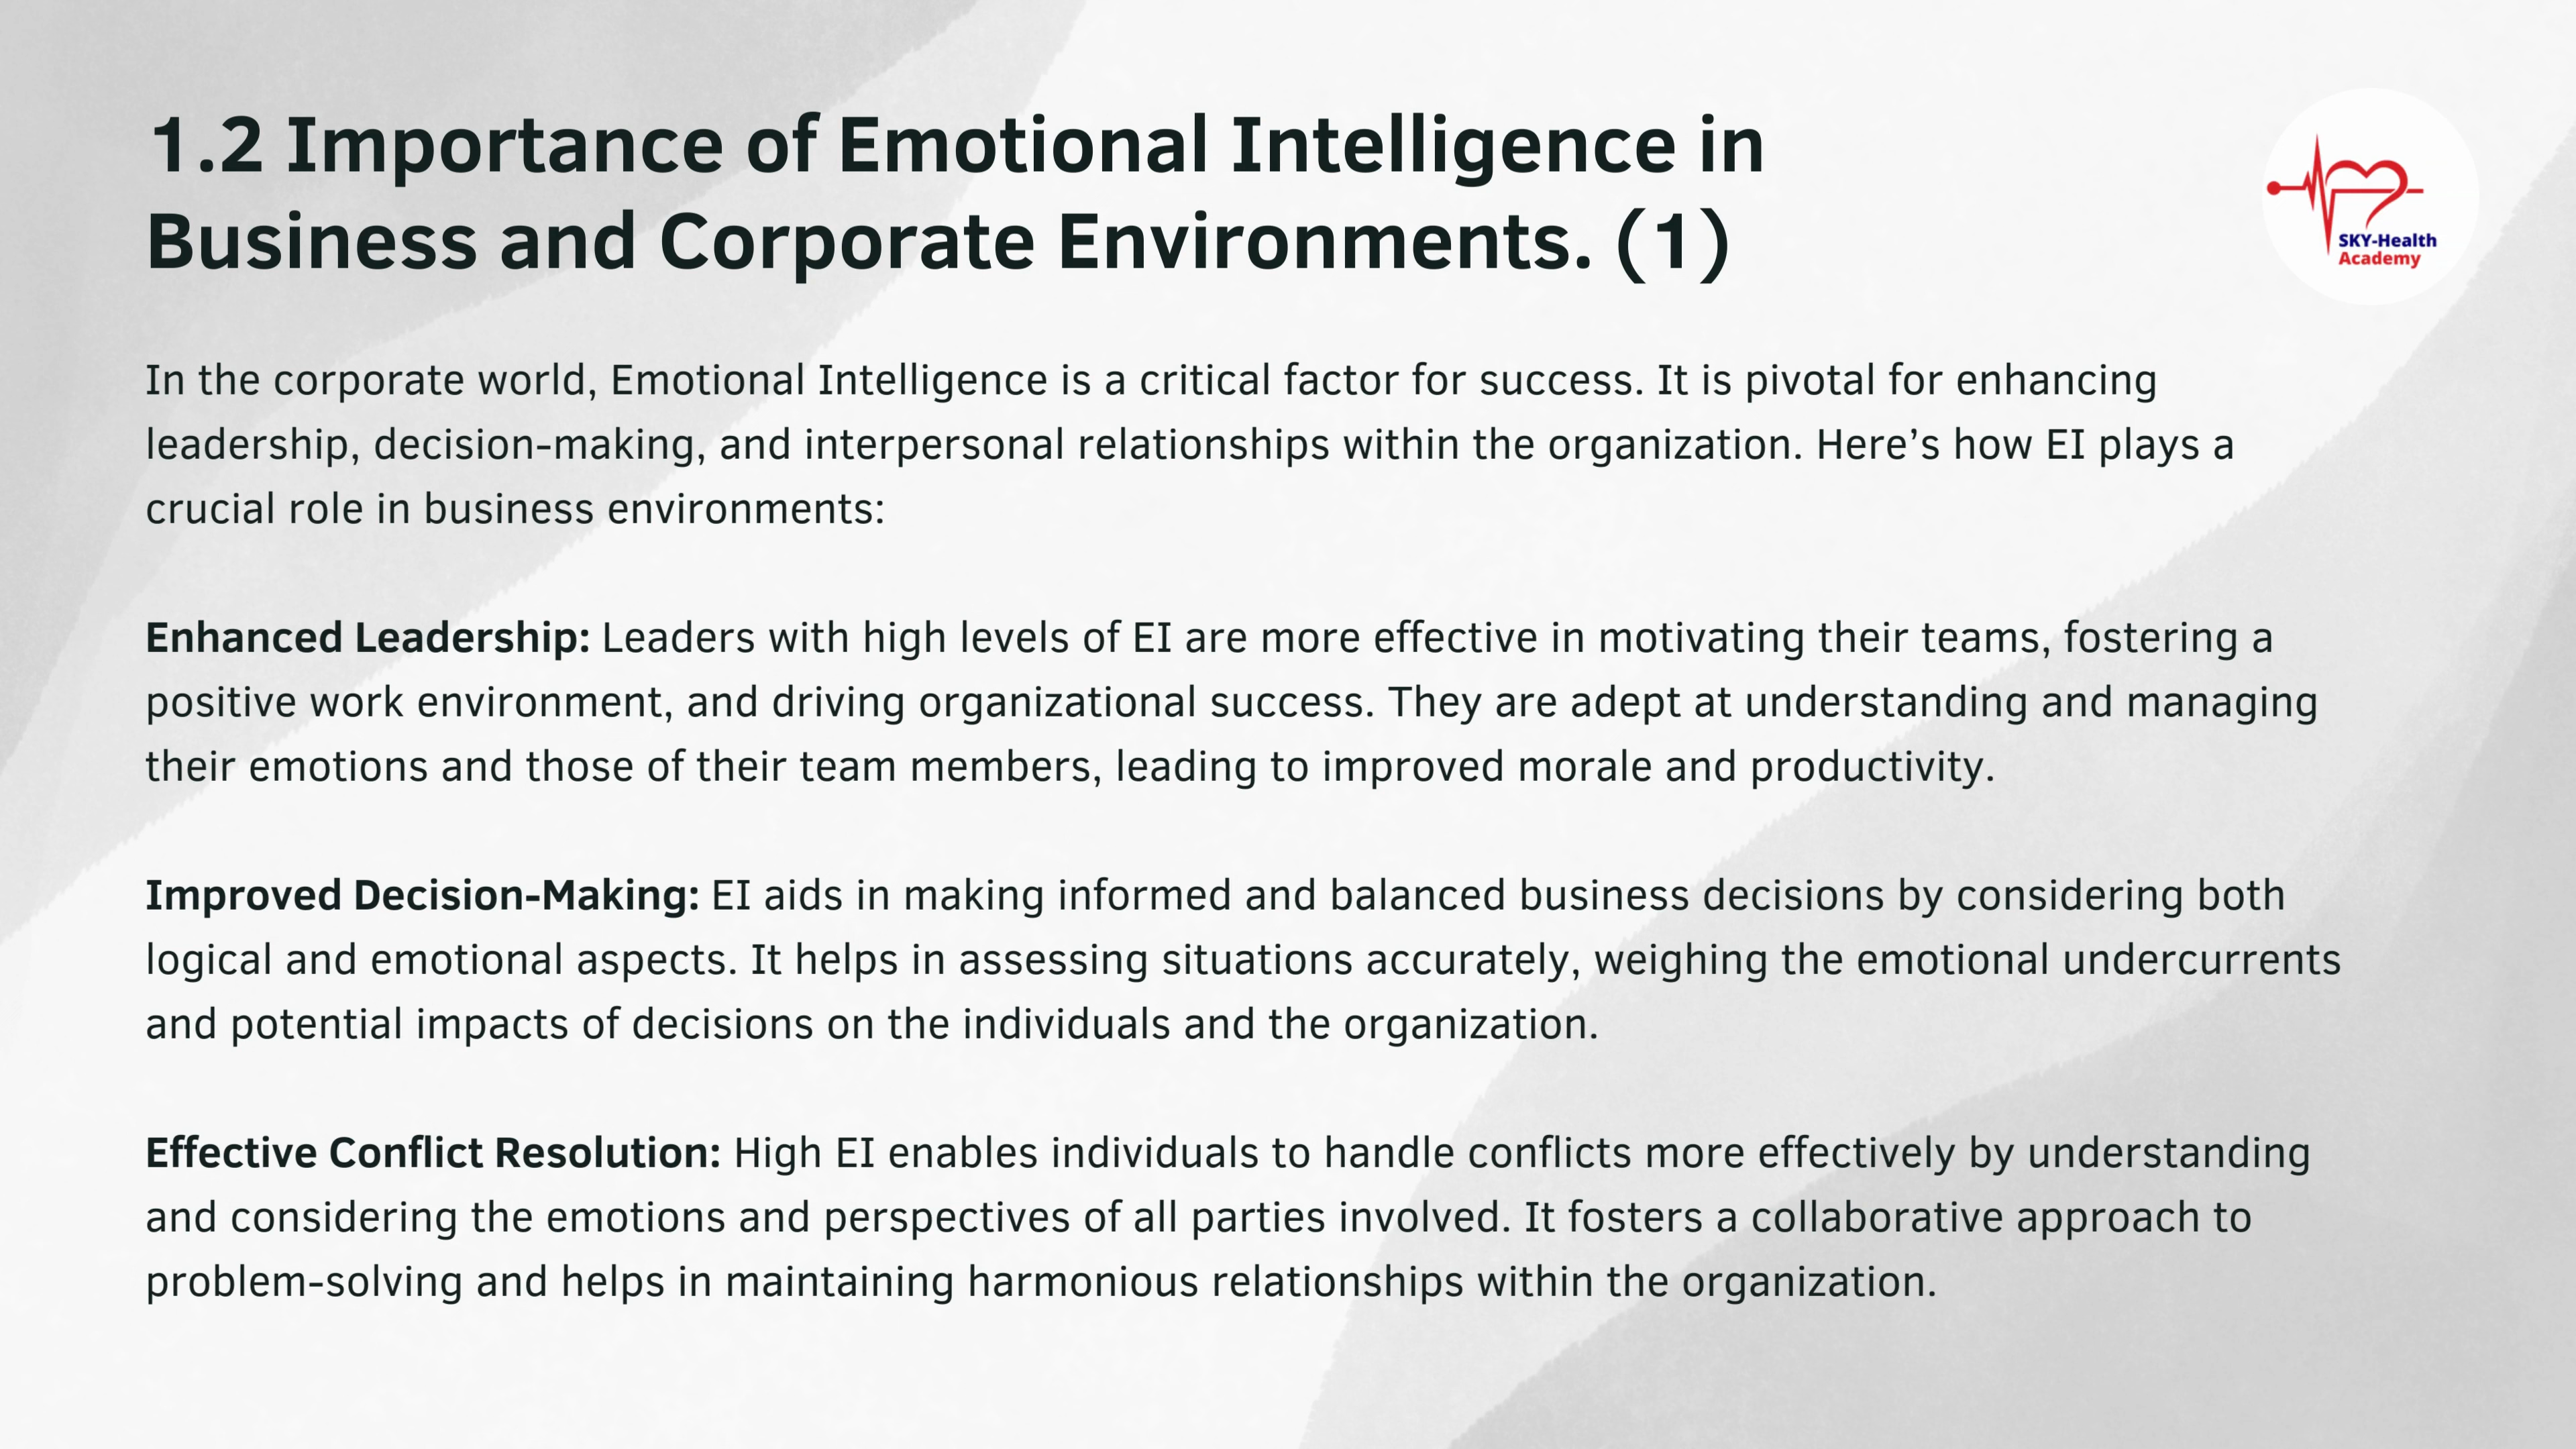 1.2 Importance of Emotional Intelligence in
Business and Corporate Environments. (1)
SKY-Health
Academy
In the corporate world, Emotional Intelligence is a critical factor for success. It is pivotal for enhancing
leadership, decision-making, and interpersonal relationships within the organization. Here’s how EI plays a
crucial role in business environments:
Enhanced Leadership: Leaders with high levels of EI are more effective in motivating their teams, fostering a
positive work environment, and driving organizational success. They are adept at understanding and managing
their emotions and those of their team members, leading to improved morale and productivity.
Improved Decision-Making: EI aids in making informed and balanced business decisions by considering both
logical and emotional aspects. It helps in assessing situations accurately, weighing the emotional undercurrents
and potential impacts of decisions on the individuals and the organization.
Effective Conflict Resolution: High EI enables individuals to handle conflicts more effectively by understanding
and considering the emotions and perspectives of all parties involved. It fosters a collaborative approach to
problem-solving and helps in maintaining harmonious relationships within the organization.